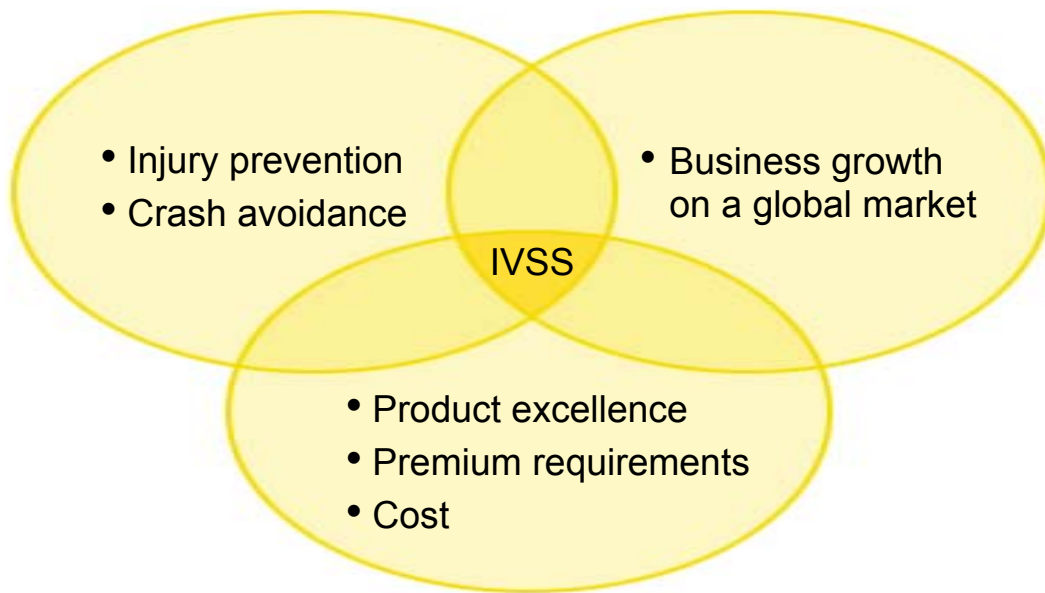 • Injury prevention
• Crash avoidance
• Business growth
on a global market
IVSS
• Product excellence
• Premium requirements
• Cost